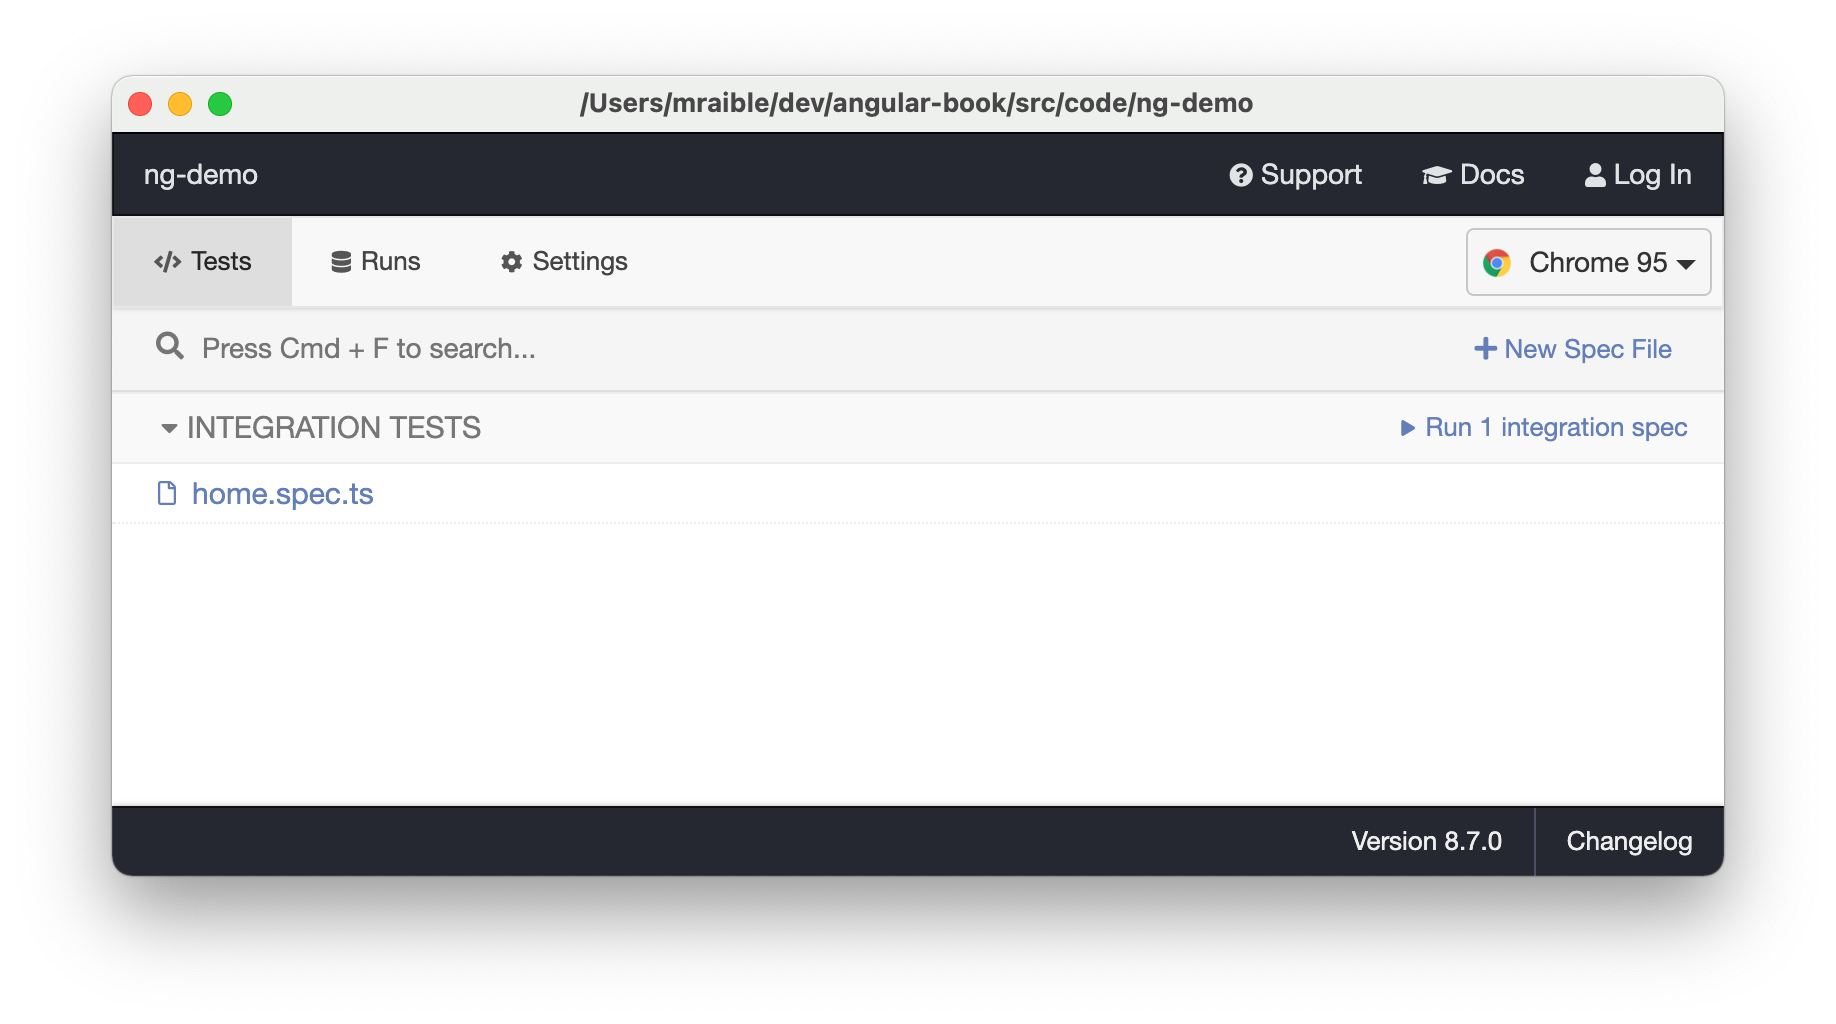 /Users/mraible/dev/angular-book/src/code/ng-demo
ng-demo Support Docs Log In
Tests Runs Settings Chrome 95
Press Cmd + F to search... New Spec File
INTEGRATION TESTS Run 1 integration spec
home.spec.ts
Version 8.7.0 Changelog